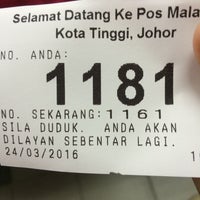 Selamat Datang Ke Pos Mala
Kota Tinggi, Johor
NO. ANDA:
1181
NO. SEKARANG: 1161
SILA DUDUK. ANDA AKAN
DILAYAN SEBENTAR LAGI.
24/03/2016